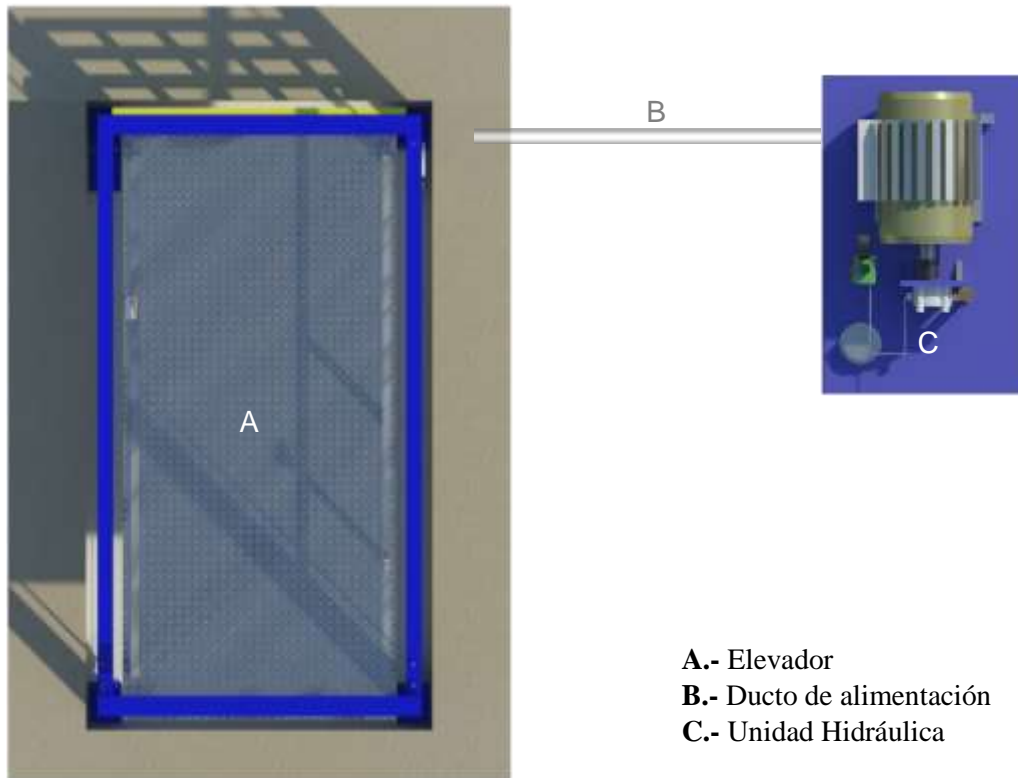 B
A
C
A.- Elevador
B.- Ducto de alimentación
C.- Unidad Hidráulica